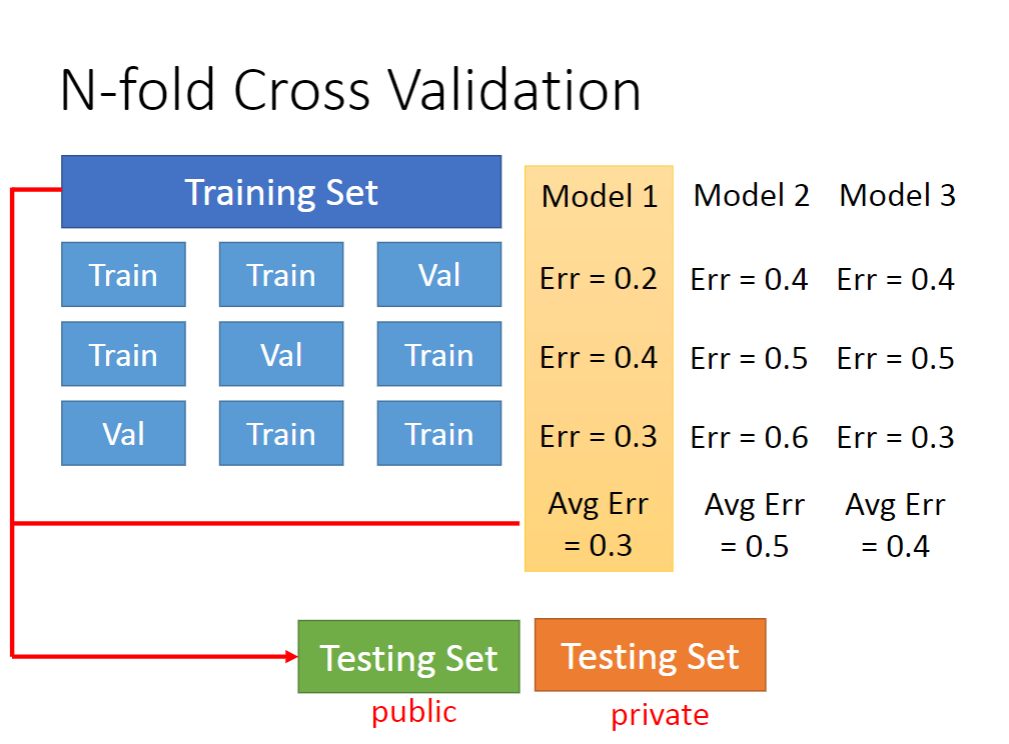 N-fold Cross Validation
Training Set
Model 1 Model 2 Model 3
Train Train Val Err = 0.2 Err = 0.4 Err = 0.4
Train Val Train Err = 0.4 Err = 0.5 Err = 0.5
Val Train Train Err = 0.3 Err = 0.6 Err = 0.3
Avg Err Avg Err Avg Err
= 0.3 = 0.5 = 0.4
Testing Set Testing Set
public private